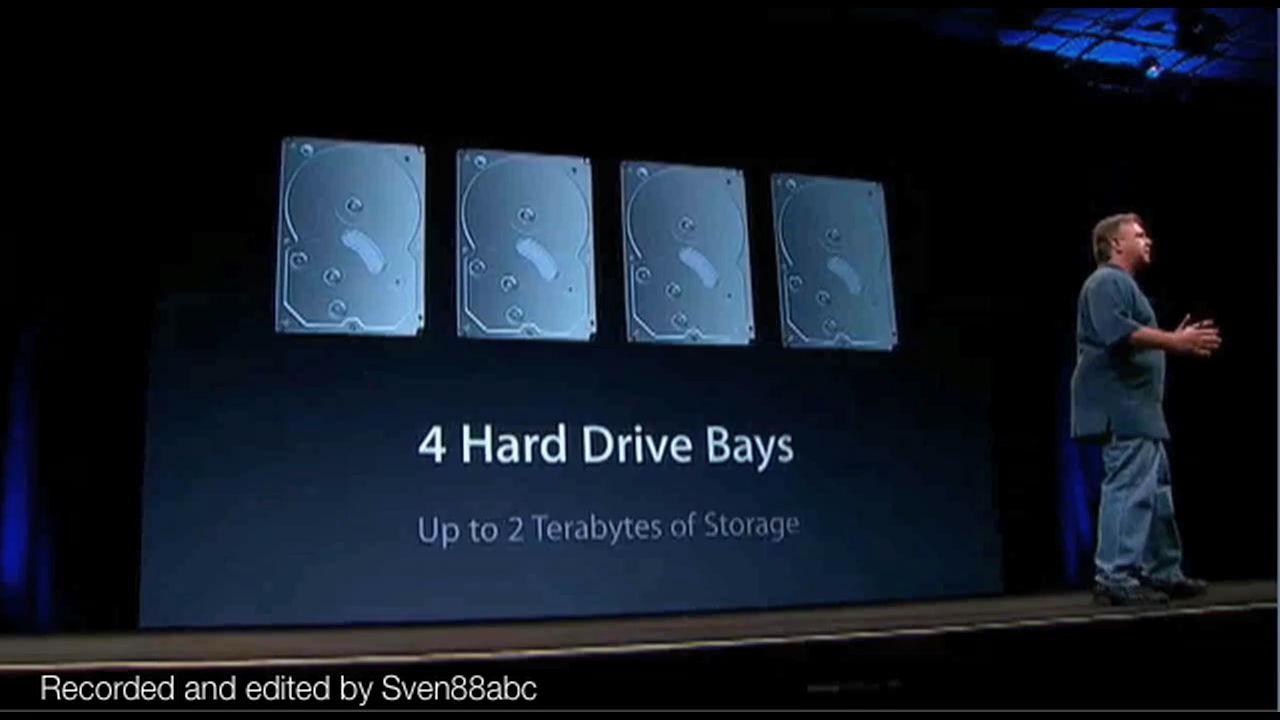 4 Hard Drive Bays
Up to 2 Terabytes of Storage
Recorded and edited by Sven88abc